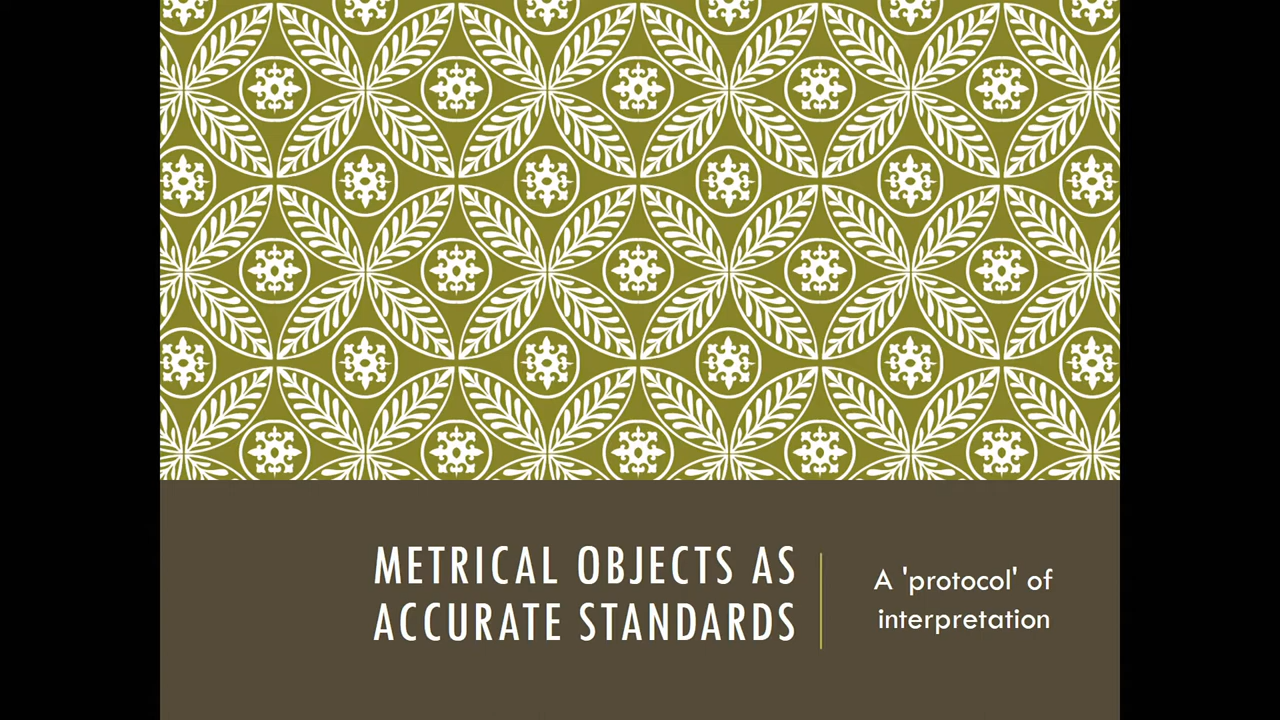 METRICAL OBJECTS AS
ACCURATE STANDARDS
A 'protocol' of
interpretation